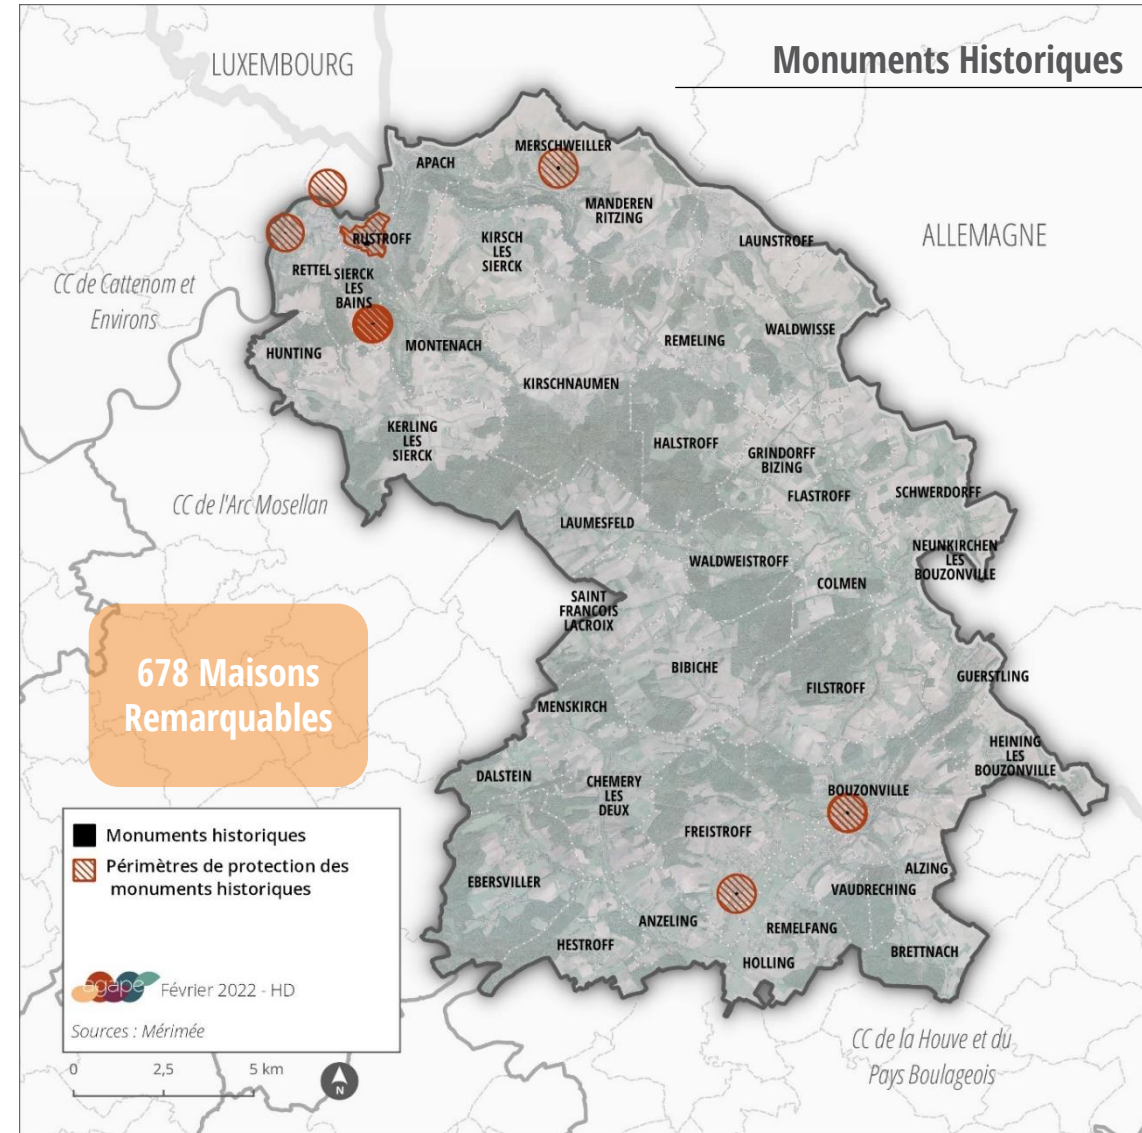 Monuments Historiques
LUXEMBOURG
ALLEMAGNE
CC de Cattenom et
Environs
CC de l'Arc Mosellan
CC de la Houve et du
Pays Boulageois
MERSCHWEILLER
APACH
MANDEREN
RITZING
RUSTROFF
KIRSCH
LES
SIERCK
LAUNSTROFF
RETTEL
SIERCK
LES
BAINS
WALDWISSE
REMELING
MONTENACH
HUNTING
KIRSCHNAUMEN
KERLING
LES
SIERCK
HALSTROFF
GRINDORFF
BIZING
FLASTROFF
SCHWERDORFF
LAUMESFELD
NEUNKIRCHEN
LES
BOUZONVILLE
WALDWEISTROFF
COLMEN
SAINT
FRANCOIS
LACROIX
BIBICHE
GUERSTLING
FILSTROFF
MENSKIRCH
HEINING
LES
BOUZONVILLE
DALSTEIN
CHEMERY
LES
DEUX
BOUZONVILLE
FREISTROFF
ALZING
EBERSVILLER
VAUDRECHING
ANZELING
REMELFANG
HESTROFF
BRETTNACH
HOLLING
678 Maisons
Remarquables
Monuments historiques
Périmètres de protection des
monuments historiques
agape
Février 2022 - HD
Sources : Mérimée
0 2,5 5 km
N